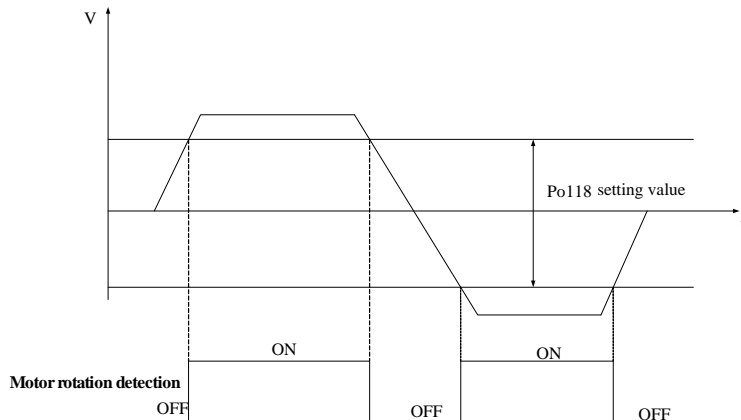 V
Po118 setting value
ON
ON
Motor rotation detection
OFF
OFF
OFF